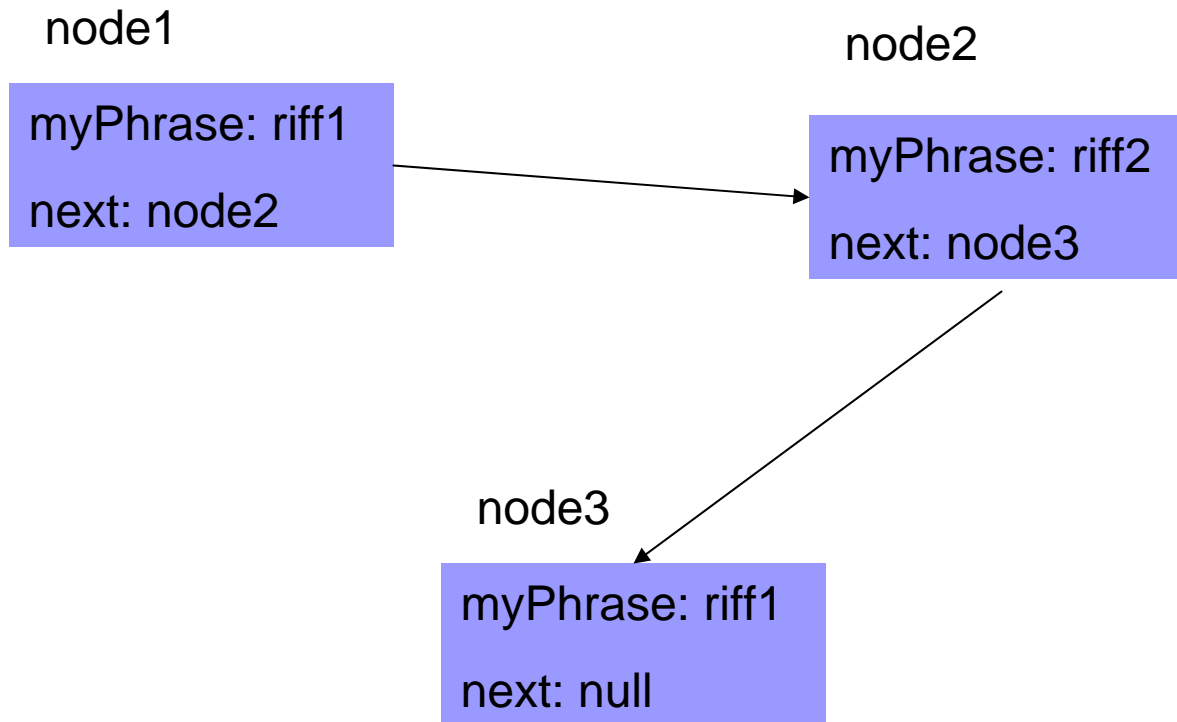 node1
myPhrase: riff1
next: node2
node2
myPhrase: riff2
next: node3
node3
myPhrase: riff1
next: null